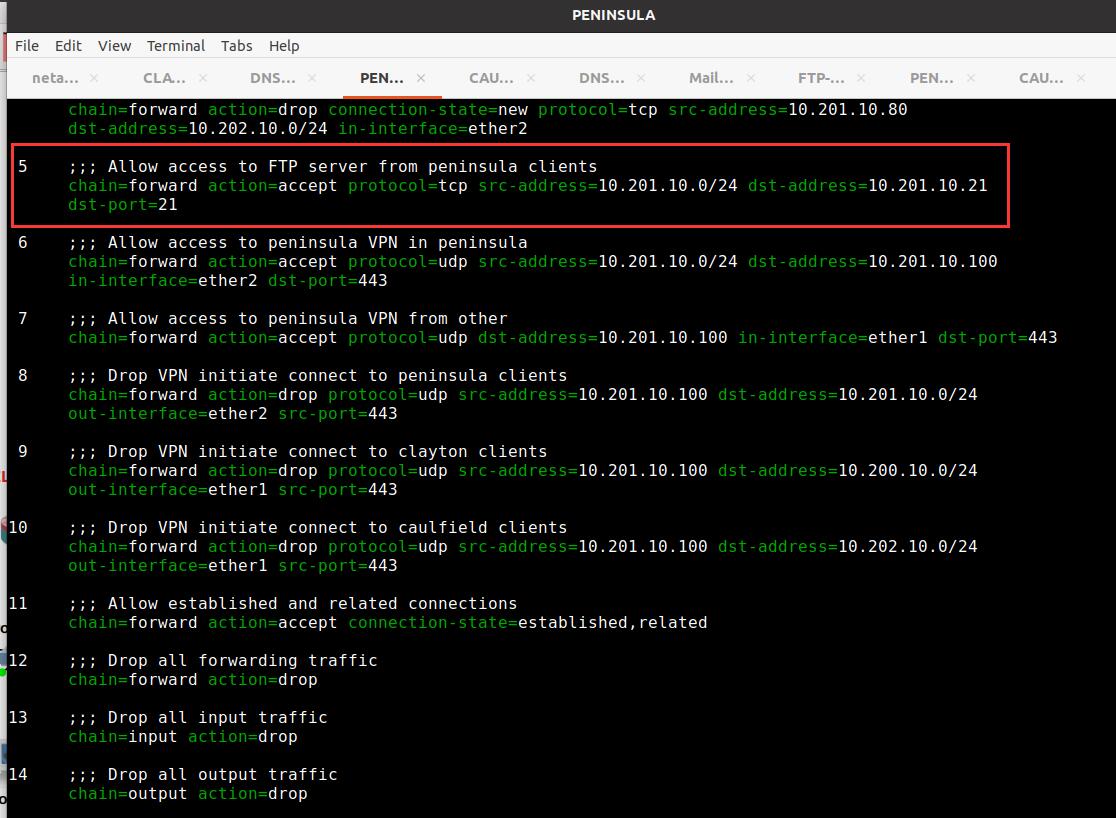 PENINSULA
File Edit View Terminal Tabs Help
neta... × CLA... × DNS... × PEN... × CAU... × DNS... × Mail... × FTP-... × PEN... × CAU... ×
chain=forward action=drop connection-state=new protocol=tcp src-address=10.201.10.80
dst-address=10.202.10.0/24 in-interface=ether2
5 ;;; Allow access to FTP server from peninsula clients
chain=forward action=accept protocol=tcp src-address=10.201.10.0/24 dst-address=10.201.10.21
dst-port=21
6 ;;; Allow access to peninsula VPN in peninsula
chain=forward action=accept protocol=udp src-address=10.201.10.0/24 dst-address=10.201.10.100
in-interface=ether2 dst-port=443
7 ;;; Allow access to peninsula VPN from other
chain=forward action=accept protocol=udp dst-address=10.201.10.100 in-interface=ether1 dst-port=443
8 ;;; Drop VPN initiate connect to peninsula clients
chain=forward action=drop protocol=udp src-address=10.201.10.100 dst-address=10.201.10.0/24
out-interface=ether2 src-port=443
9 ;;; Drop VPN initiate connect to clayton clients
chain=forward action=drop protocol=udp src-address=10.201.10.100 dst-address=10.200.10.0/24
out-interface=ether1 src-port=443
10 ;;; Drop VPN initiate connect to caulfield clients
chain=forward action=drop protocol=udp src-address=10.201.10.100 dst-address=10.202.10.0/24
out-interface=ether1 src-port=443
11 ;;; Allow established and related connections
chain=forward action=accept connection-state=established,related
12 ;;; Drop all forwarding traffic
chain=forward action=drop
13 ;;; Drop all input traffic
chain=input action=drop
14 ;;; Drop all output traffic
chain=output action=drop